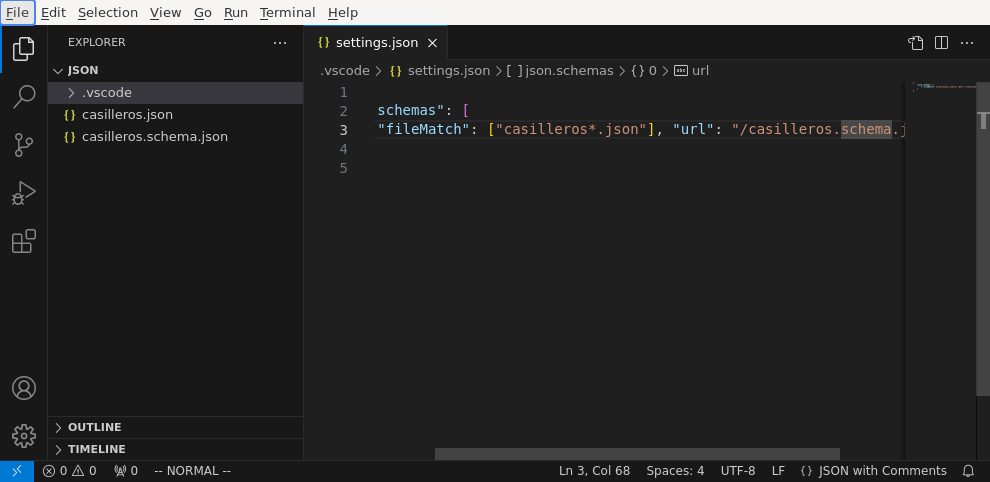 File Edit Selection View Go Run Terminal Help
EXPLORER
JSON
.vscode
casilleros.json
casilleros.schema.json
OUTLINE
TIMELINE
settings.json
.vscode > {} settings.json > [ ] json.schemas > {} 0 > abc url
1
2 schemas": [
3 "fileMatch": ["casilleros*.json"], "url": "/casilleros.schema.j
4
5
0 0 0 -- NORMAL -- Ln 3, Col 68 Spaces: 4 UTF-8 LF {} JSON with Comments